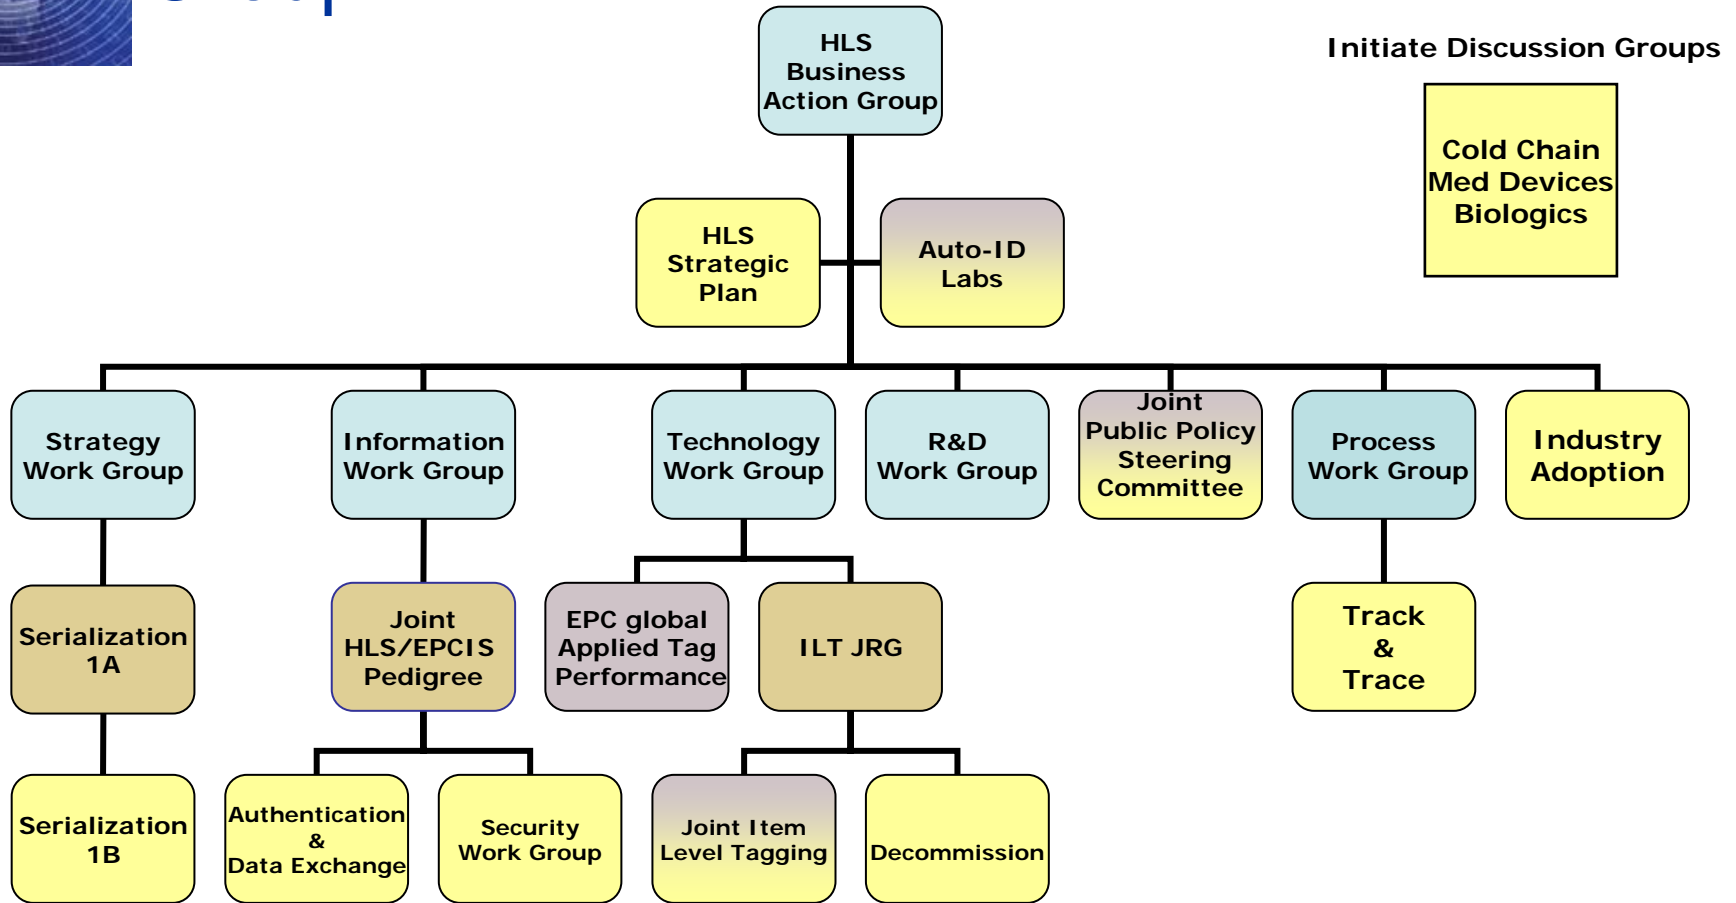 HLS
Business
Action Group
Initiate Discussion Groups
Cold Chain
Med Devices
Biologics
HLS
Strategic
Plan
Auto-ID
Labs
Strategy
Work Group
Information
Work Group
Technology
Work Group
R&D
Work Group
Joint
Public Policy
Steering
Committee
Process
Work Group
Industry
Adoption
Serialization
1A
Joint
HLS/EPCIS
Pedigree
EPC global
Applied Tag
Performance
ILT JRG
Track
&
Trace
Serialization
1B
Authentication
&
Data Exchange
Security
Work Group
Joint Item
Level Tagging
Decommission